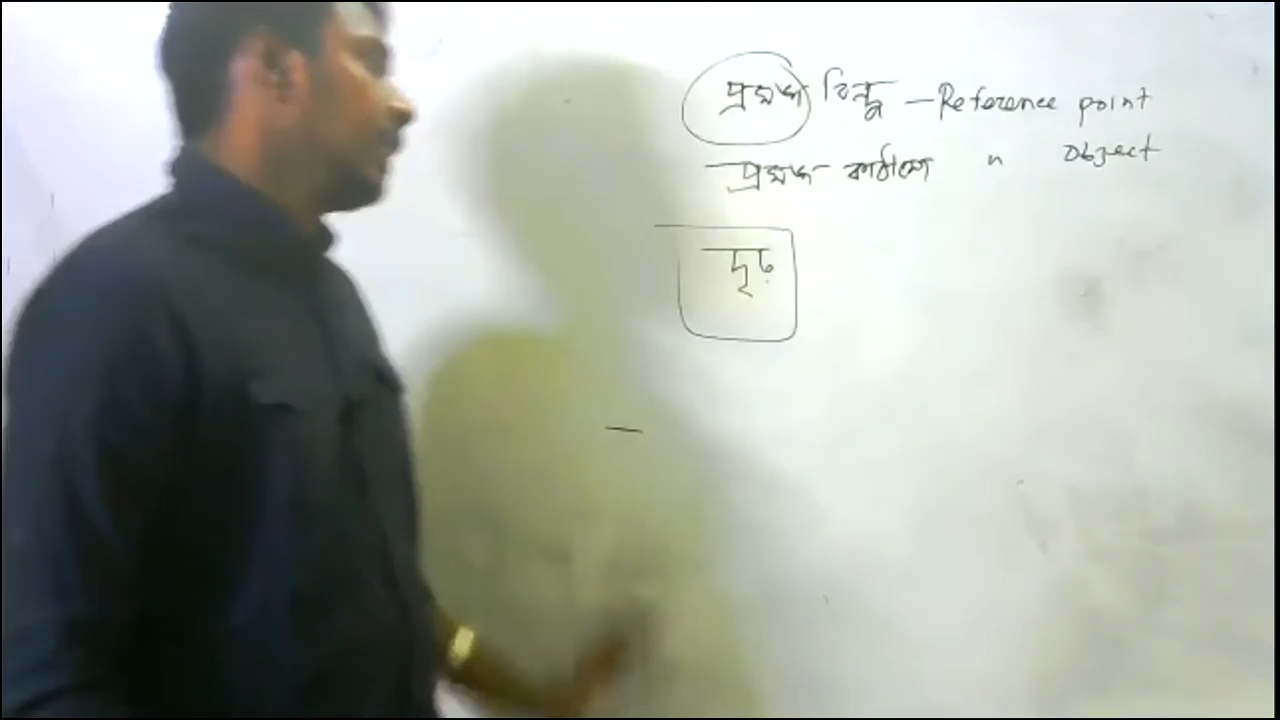 প্রসঙ্গ বিন্দু – Reference point
প্রসঙ্গ কাঠামো " Object
দৃঢ়